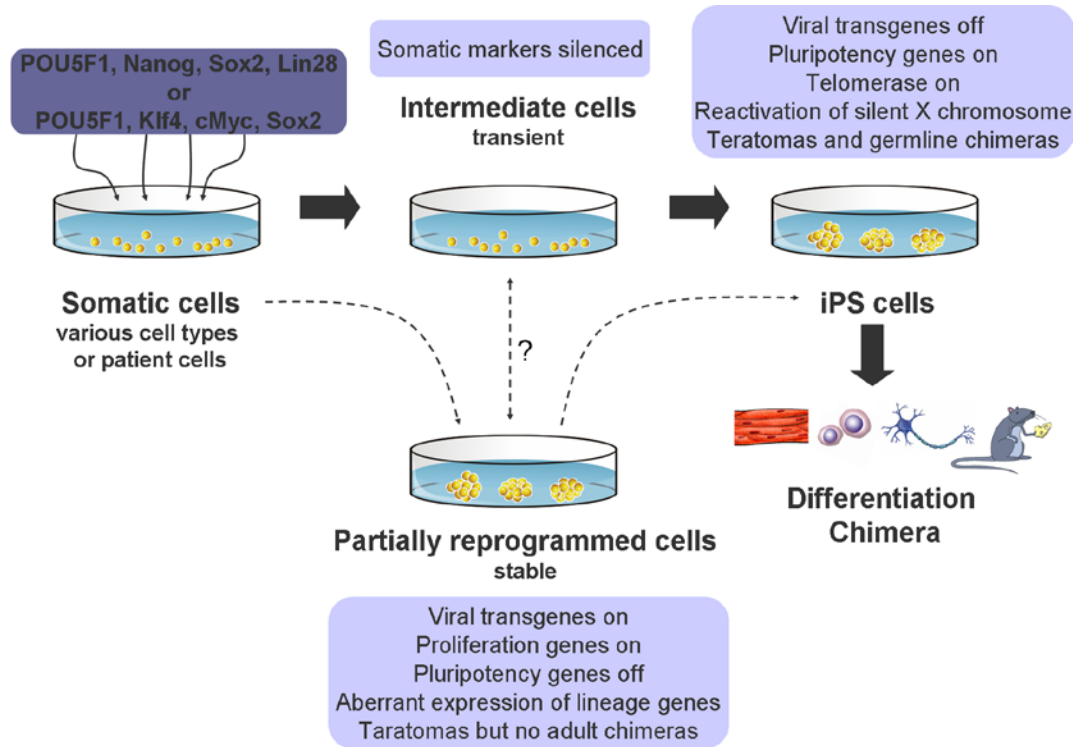 POU5F1, Nanog, Sox2, Lin28
or
POU5F1, Klf4, cMyc, Sox2
Somatic markers silenced
Intermediate cells
transient
Viral transgenes off
Pluripotency genes on
Telomerase on
Reactivation of silent X chromosome
Teratomas and germline chimeras
Somatic cells
various cell types
or patient cells
?
iPS cells
Differentiation
Chimera
Partially reprogrammed cells
stable
Viral transgenes on
Proliferation genes on
Pluripotency genes off
Aberrant expression of lineage genes
Taratomas but no adult chimeras